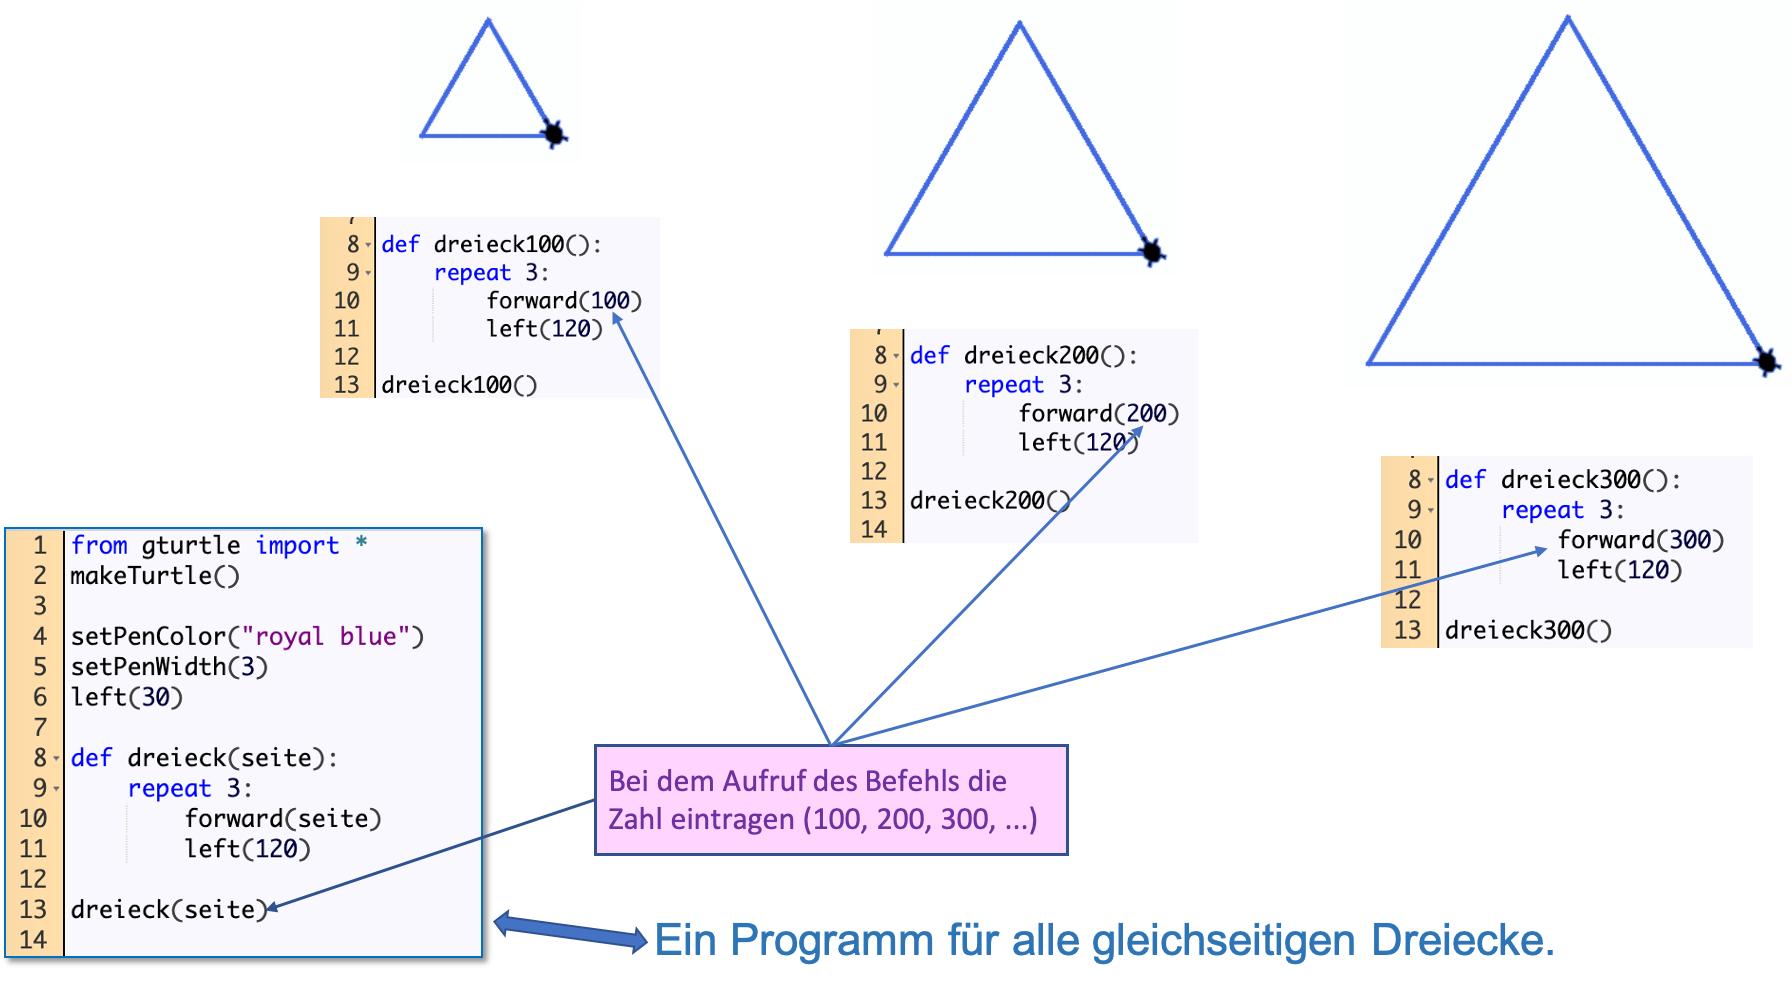 8 def dreieck100():
9 repeat 3:
10 forward(100)
11 left(120)
12
13 dreieck100()
8 def dreieck200():
9 repeat 3:
10 forward(200)
11 left(120)
12
13 dreieck200()
14
8 def dreieck300():
9 repeat 3:
10 forward(300)
11 left(120)
12
13 dreieck300()
1 from gturtle import *
2 makeTurtle()
3
4 setPenColor("royal blue")
5 setPenWidth(3)
6 left(30)
7
8 def dreieck(seite):
9 repeat 3:
10 forward(seite)
11 left(120)
12
13 dreieck(seite)
14
Bei dem Aufruf des Befehls die
Zahl eintragen (100, 200, 300, ...)
Ein Programm für alle gleichseitigen Dreiecke.